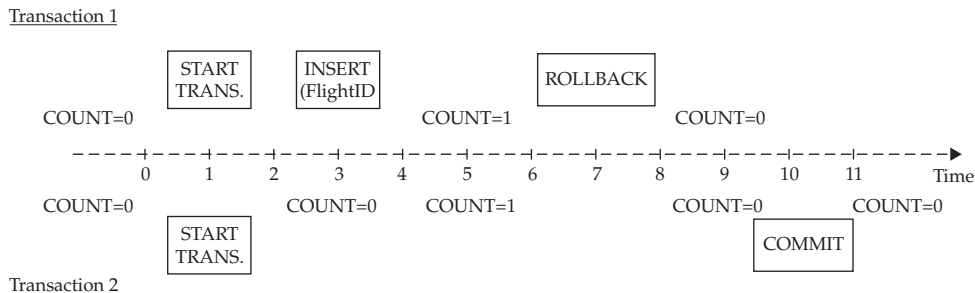 Transaction 1
START
TRANS.
INSERT
(FlightID
ROLLBACK
COUNT=0
COUNT=1
COUNT=0
0 1 2 3 4 5 6 7 8 9 10 11 Time
COUNT=0
COUNT=0
COUNT=1
COUNT=0
COUNT=0
START
TRANS.
COMMIT
Transaction 2